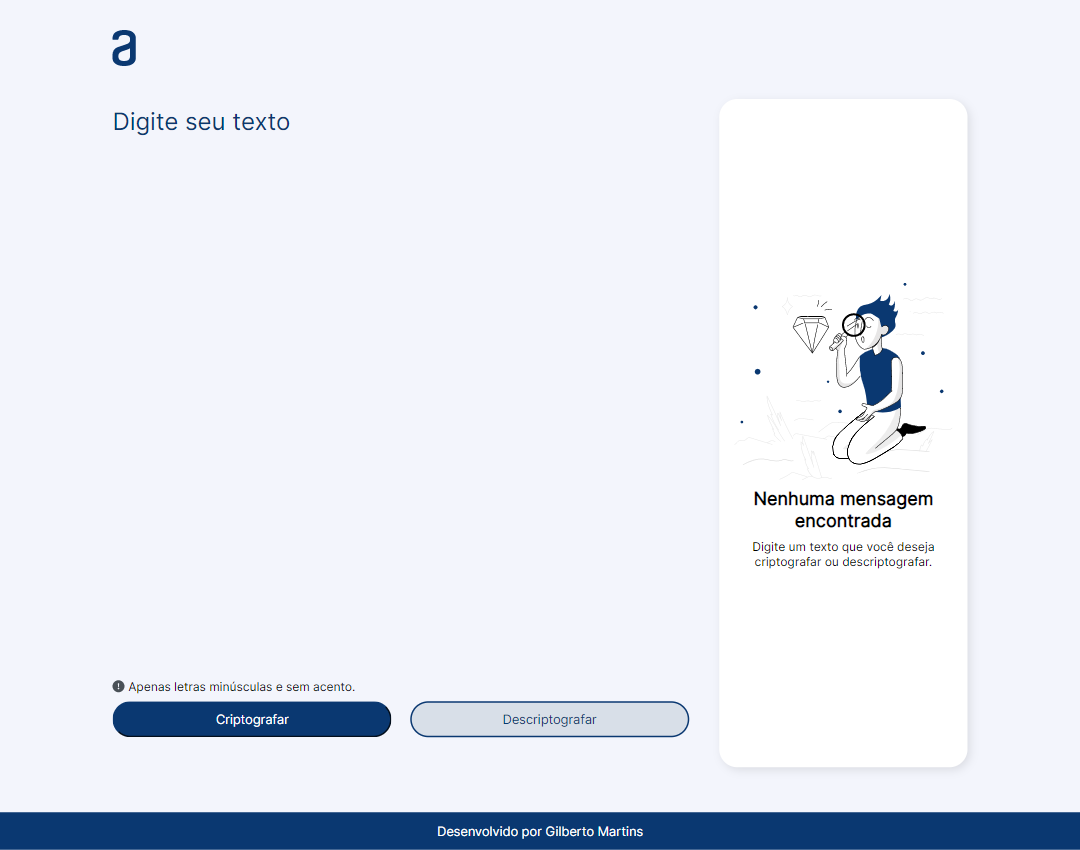 a
Digite seu texto
Nenhuma mensagem
encontrada
Digite um texto que você deseja
criptografar ou descriptografar.
Apenas letras minúsculas e sem acento.
Criptografar
Descriptografar
Desenvolvido por Gilberto Martins